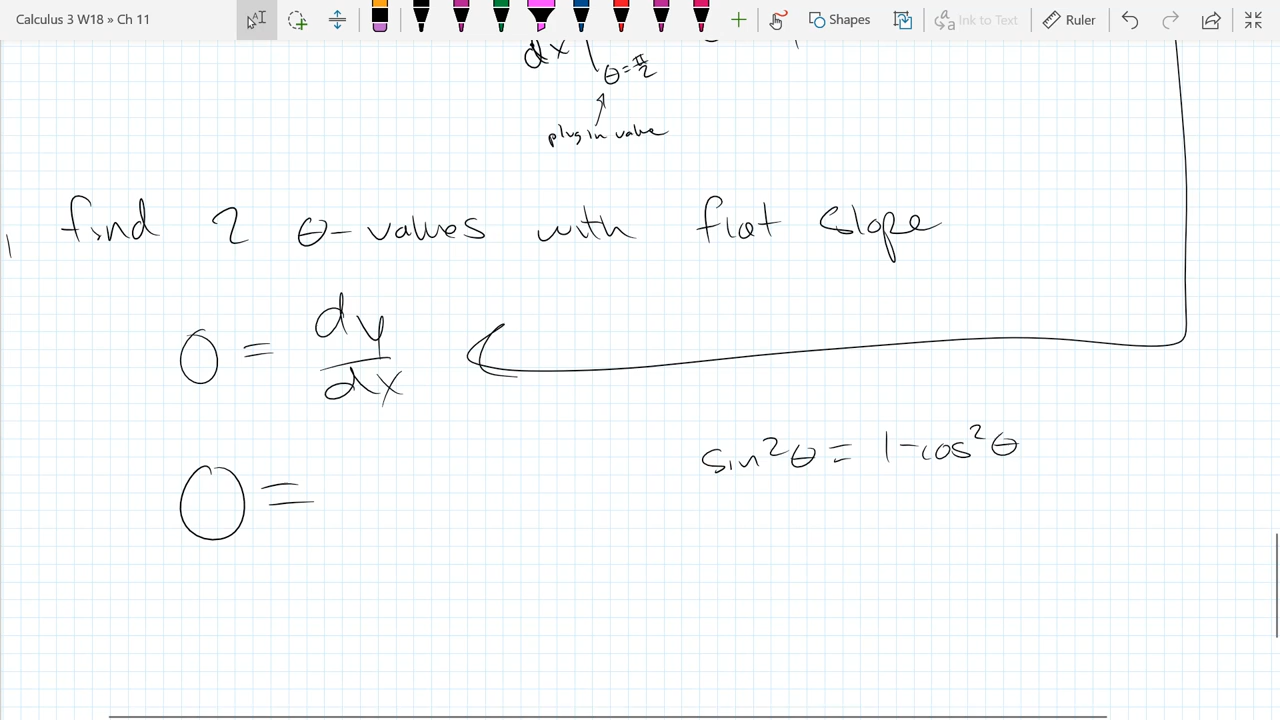 Calculus 3 W18 » Ch 11
Shapes
Ink to Text
Ruler
dx | θ=π/2
plug in value
find 2 θ-values with flat slope
0 = dy/dx
sin²θ = 1-cos²θ
0 =